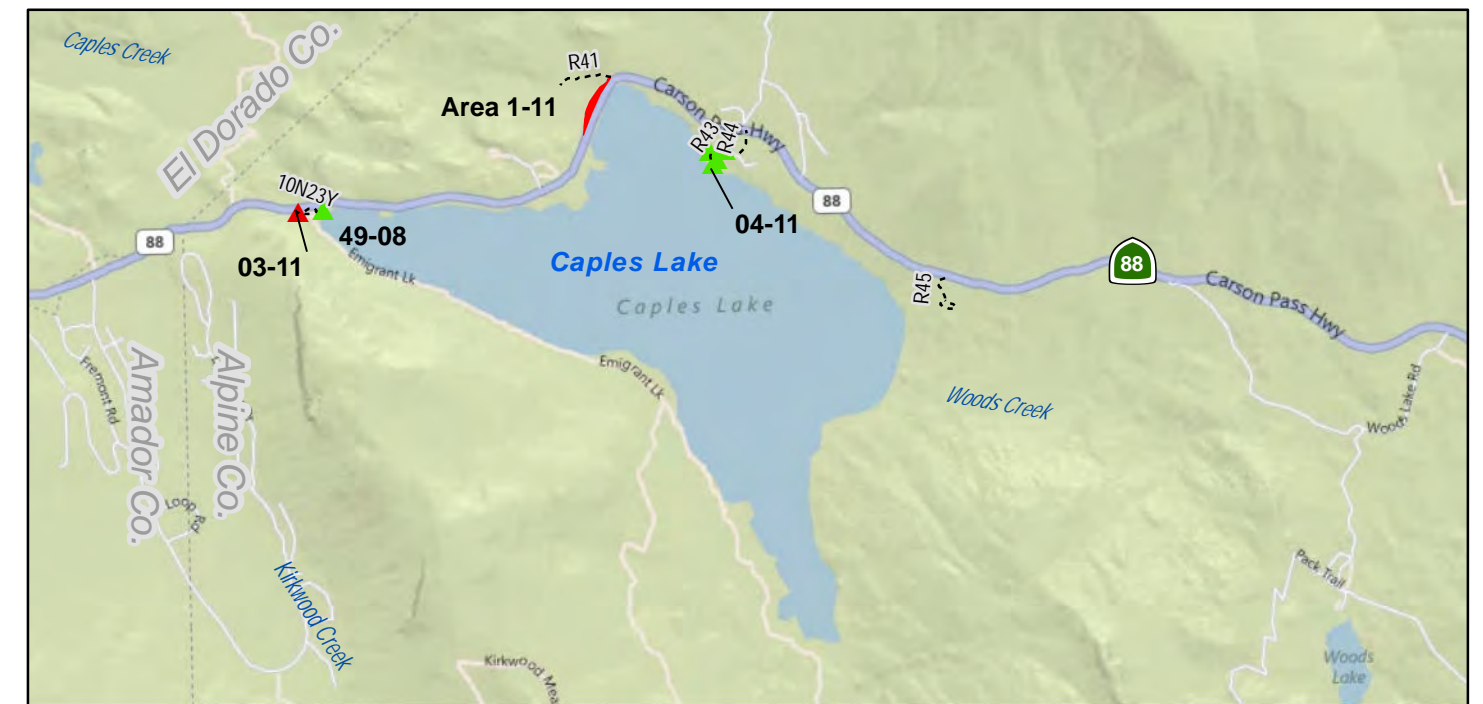 Caples Creek
El Dorado Co.
R41
Area 1-11
Carson Pass Hwy
R43
R44
10N23Y
49-08
03-11
88
04-11
88
88
Caples Lake
Caples Lake
Emigrant Lk
Emigrant Lk
R45
Carson Pass Hwy
Woods Creek
Woods Lake Rd
Fremont Rd
Amador Co.
Alpine Co.
Loop Rd
Kirkwood Creek
Kirkwood Mea
Pack Trail
Woods
Lake